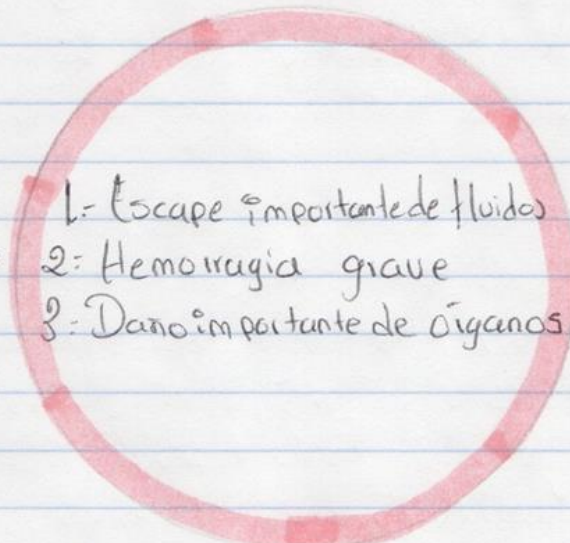 1.- Escape importante de fluidos
2= Hemorragia grave
3.- Daño importante de órganos